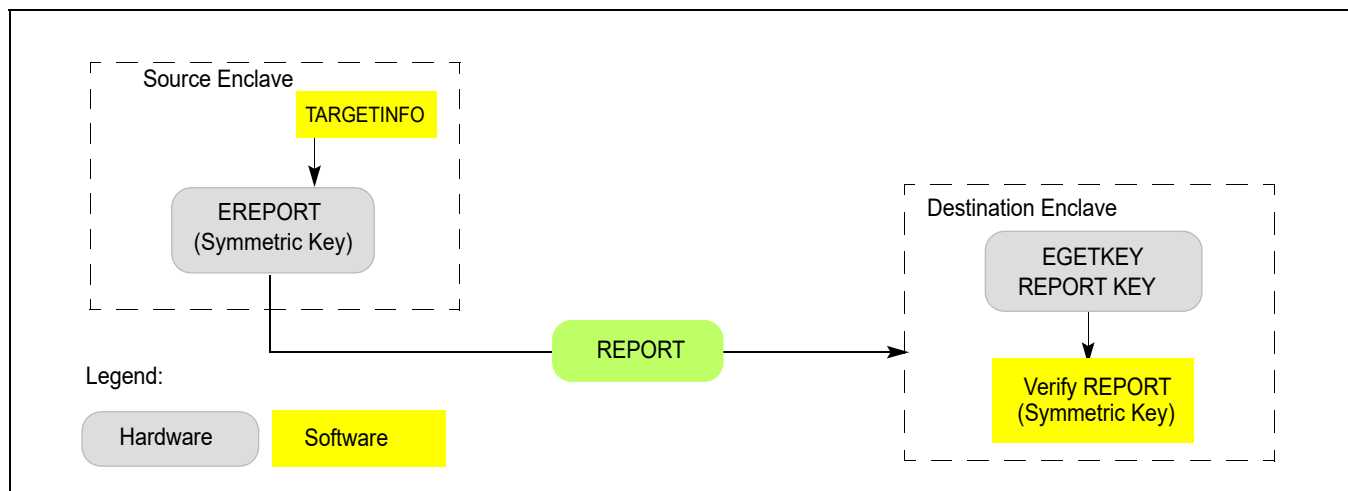 Source Enclave
TARGETINFO
EREPORT
(Symmetric Key)
REPORT
Destination Enclave
EGETKEY
REPORT KEY
Verify REPORT
(Symmetric Key)
Legend:
Hardware
Software